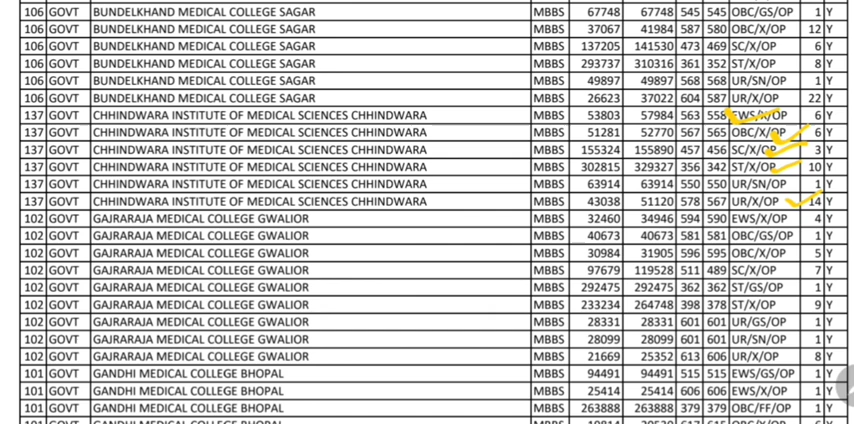 106 GOVT BUNDELKHAND MEDICAL COLLEGE SAGAR MBBS 67748 67748 545 545 OBC/GS/OP 1 Y
106 GOVT BUNDELKHAND MEDICAL COLLEGE SAGAR MBBS 37067 41984 587 580 OBC/X/OP 12 Y
106 GOVT BUNDELKHAND MEDICAL COLLEGE SAGAR MBBS 137205 141530 473 469 SC/X/OP 6 Y
106 GOVT BUNDELKHAND MEDICAL COLLEGE SAGAR MBBS 293737 310316 361 352 ST/X/OP 8 Y
106 GOVT BUNDELKHAND MEDICAL COLLEGE SAGAR MBBS 49897 49897 568 568 UR/SN/OP 1 Y
106 GOVT BUNDELKHAND MEDICAL COLLEGE SAGAR MBBS 26623 37022 604 587 UR/X/OP 22 Y
137 GOVT CHHINDWARA INSTITUTE OF MEDICAL SCIENCES CHHINDWARA MBBS 53803 57984 563 558 EWS/X/OP 6 Y
137 GOVT CHHINDWARA INSTITUTE OF MEDICAL SCIENCES CHHINDWARA MBBS 51281 52770 567 565 OBC/X/OP 6 Y
137 GOVT CHHINDWARA INSTITUTE OF MEDICAL SCIENCES CHHINDWARA MBBS 155324 155890 457 456 SC/X/OP 3 Y
137 GOVT CHHINDWARA INSTITUTE OF MEDICAL SCIENCES CHHINDWARA MBBS 302815 329327 356 342 ST/X/OP 10 Y
137 GOVT CHHINDWARA INSTITUTE OF MEDICAL SCIENCES CHHINDWARA MBBS 63914 63914 550 550 UR/SN/OP 1 Y
137 GOVT CHHINDWARA INSTITUTE OF MEDICAL SCIENCES CHHINDWARA MBBS 43038 51120 578 567 UR/X/OP 14 Y
102 GOVT GAJRARAJA MEDICAL COLLEGE GWALIOR MBBS 32460 34946 594 590 EWS/X/OP 4 Y
102 GOVT GAJRARAJA MEDICAL COLLEGE GWALIOR MBBS 40673 40673 581 581 OBC/GS/OP 1 Y
102 GOVT GAJRARAJA MEDICAL COLLEGE GWALIOR MBBS 30984 31905 596 595 OBC/X/OP 5 Y
102 GOVT GAJRARAJA MEDICAL COLLEGE GWALIOR MBBS 97679 119528 511 489 SC/X/OP 7 Y
102 GOVT GAJRARAJA MEDICAL COLLEGE GWALIOR MBBS 292475 292475 362 362 ST/GS/OP 1 Y
102 GOVT GAJRARAJA MEDICAL COLLEGE GWALIOR MBBS 233234 264748 398 378 ST/X/OP 9 Y
102 GOVT GAJRARAJA MEDICAL COLLEGE GWALIOR MBBS 28331 28331 601 601 UR/GS/OP 1 Y
102 GOVT GAJRARAJA MEDICAL COLLEGE GWALIOR MBBS 28099 28099 601 601 UR/SN/OP 1 Y
102 GOVT GAJRARAJA MEDICAL COLLEGE GWALIOR MBBS 21669 25352 613 606 UR/X/OP 8 Y
101 GOVT GANDHI MEDICAL COLLEGE BHOPAL MBBS 94491 94491 515 515 EWS/GS/OP 1 Y
101 GOVT GANDHI MEDICAL COLLEGE BHOPAL MBBS 25414 25414 606 606 EWS/X/OP 1 Y
101 GOVT GANDHI MEDICAL COLLEGE BHOPAL MBBS 263888 263888 379 379 OBC/FF/OP 1 Y
101 GOVT GANDHI MEDICAL COLLEGE BHOPAL MBBS